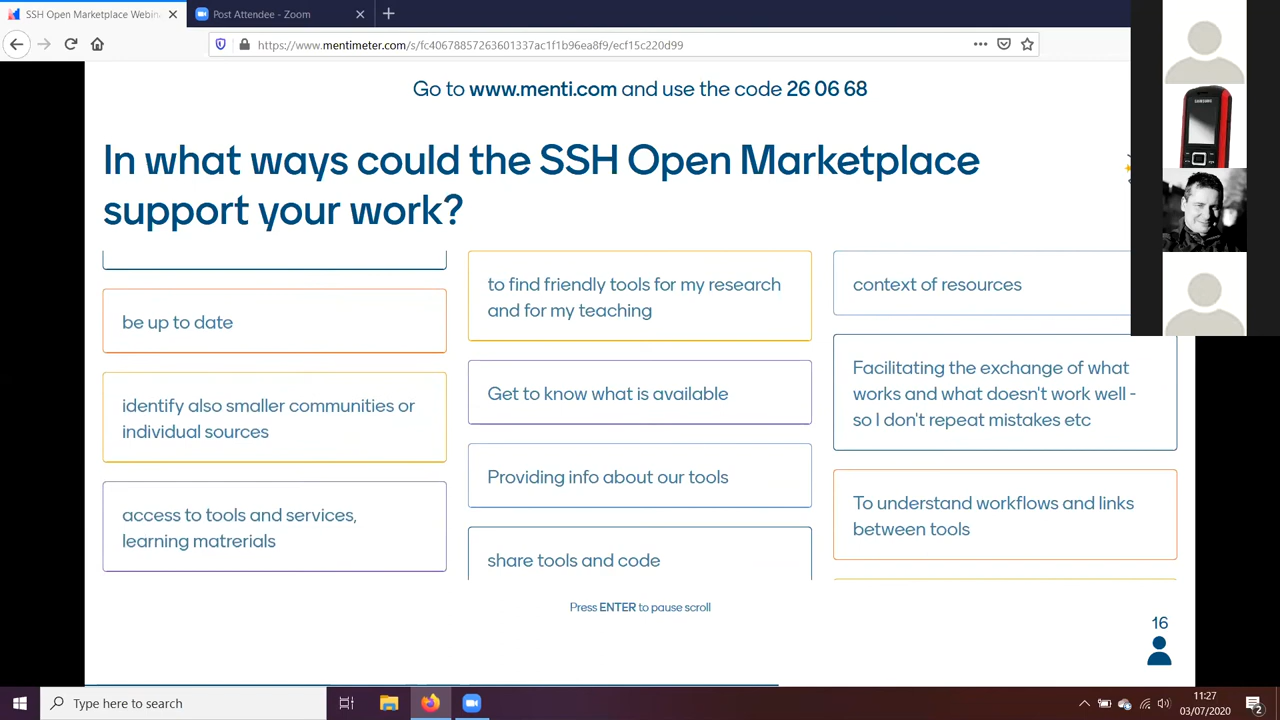 SSH Open Marketplace Webina
Post Attendee - Zoom
https://www.mentimeter.com/s/fc40678857263601337ac1f1b96ea8f9/ecf15c220d99
Go to www.menti.com and use the code 26 06 68
In what ways could the SSH Open Marketplace
support your work?
be up to date
identify also smaller communities or
individual sources
access to tools and services,
learning matrerials
to find friendly tools for my research
and for my teaching
Get to know what is available
Providing info about our tools
share tools and code
context of resources
Facilitating the exchange of what
works and what doesn't work well -
so I don't repeat mistakes etc
To understand workflows and links
between tools
Press ENTER to pause scroll
16
SAMSUNG
Type here to search
11:27
03/07/2020
2